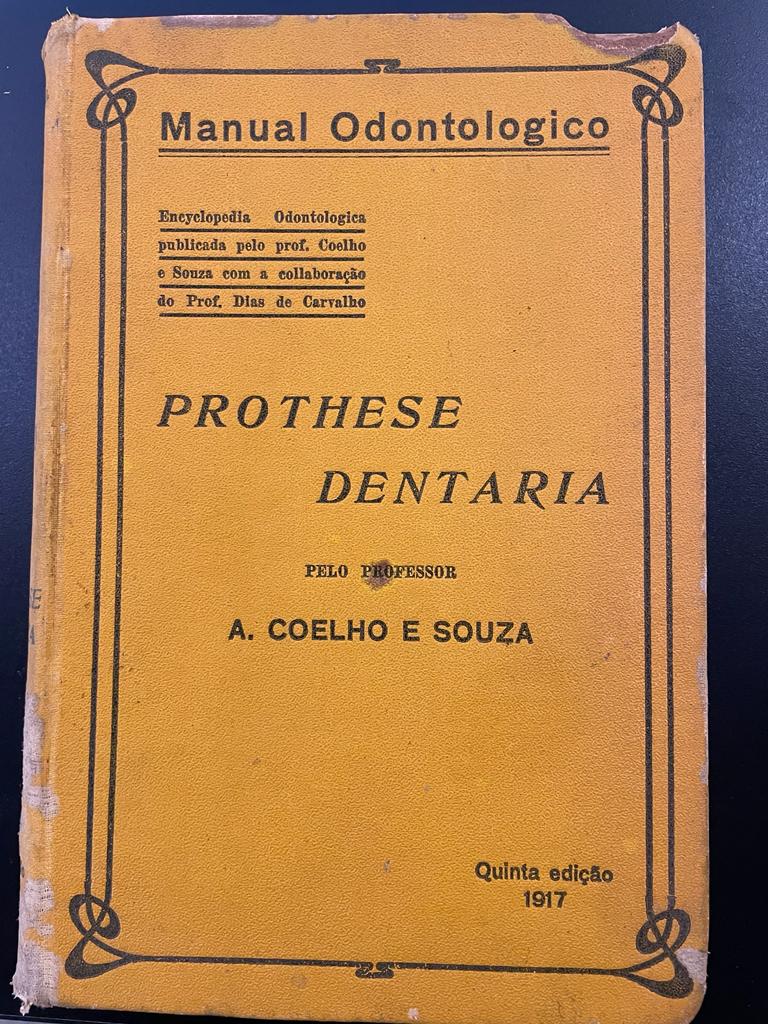 Manual Odontologico
Encyclopedia Odontologica
publicada pelo prof. Coelho
e Souza com a collaboração
do Prof. Dias de Carvalho
PROTHESE
DENTARIA
PELO PROFESSOR
A. COELHO E SOUZA
Quinta edição
1917